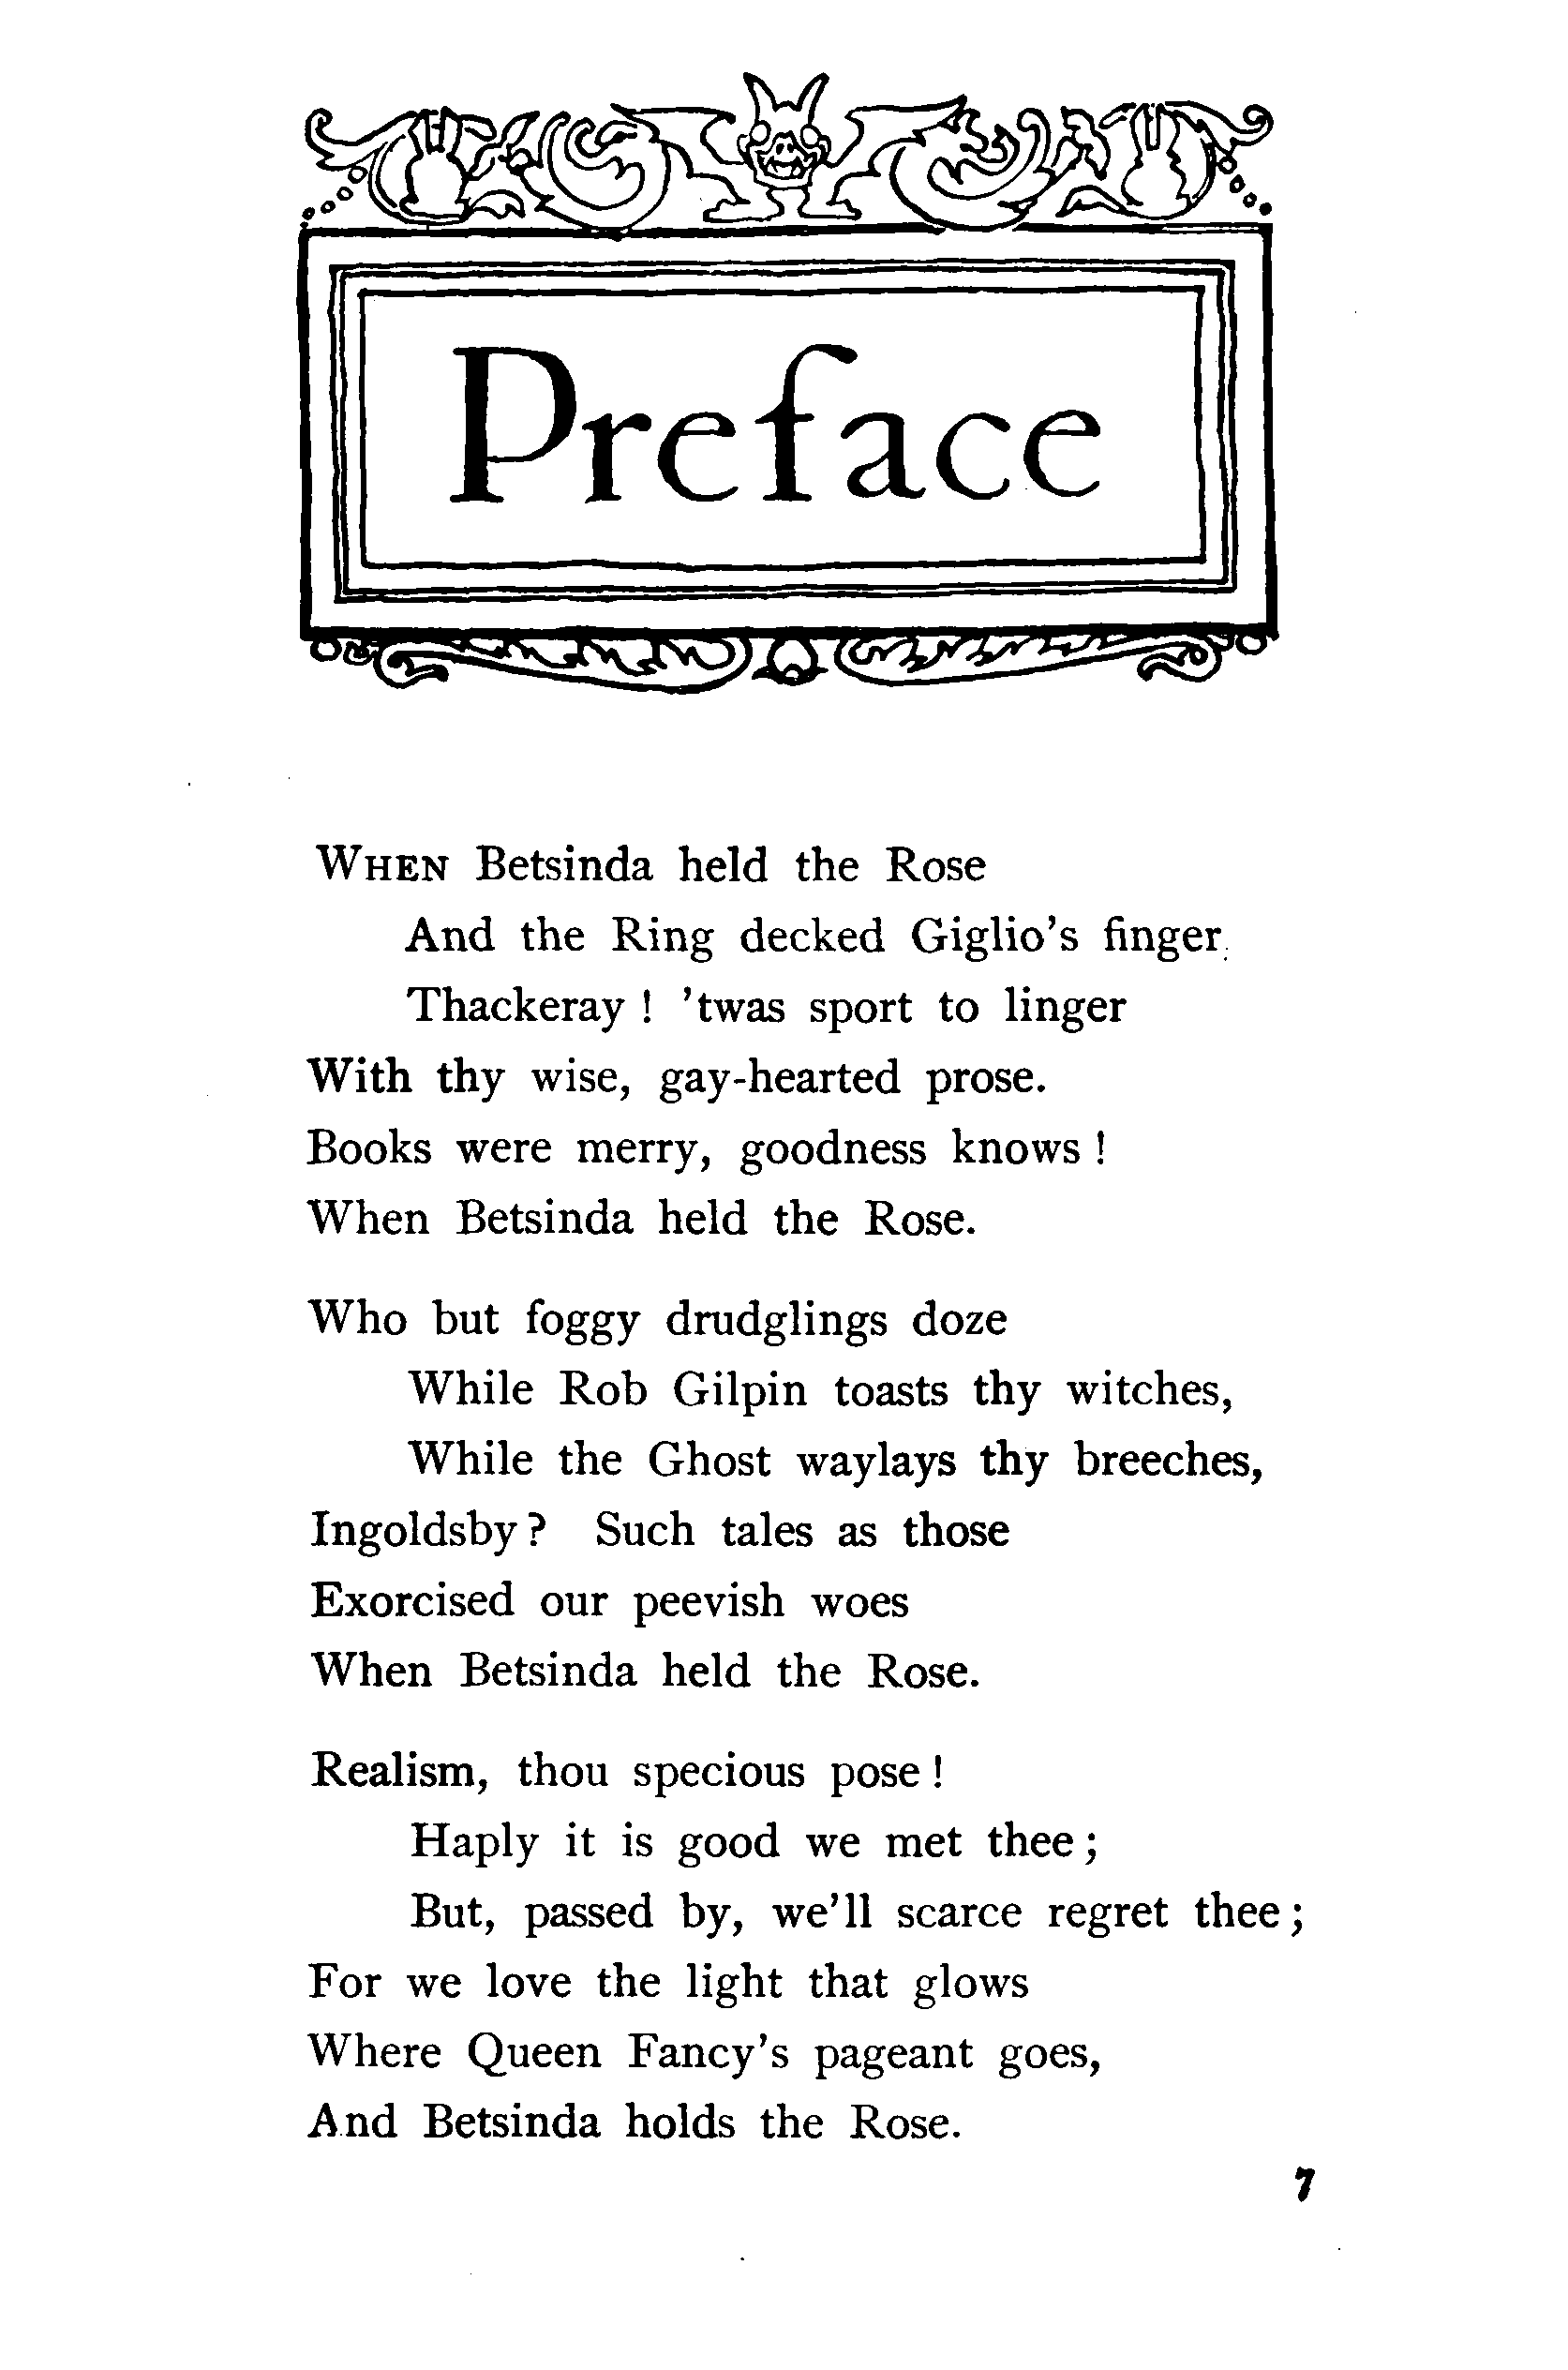 Preface
WHEN Betsinda held the Rose
And the Ring decked Giglio's finger
Thackeray ! 'twas sport to linger
With thy wise, gay-hearted prose.
Books were merry, goodness knows !
When Betsinda held the Rose.
Who but foggy drudglings doze
While Rob Gilpin toasts thy witches,
While the Ghost waylays thy breeches,
Ingoldsby ? Such tales as those
Exorcised our peevish woes
When Betsinda held the Rose.
Realism, thou specious pose !
Haply it is good we met thee ;
But, passed by, we'll scarce regret thee ;
For we love the light that glows
Where Queen Fancy's pageant goes,
And Betsinda holds the Rose.
7